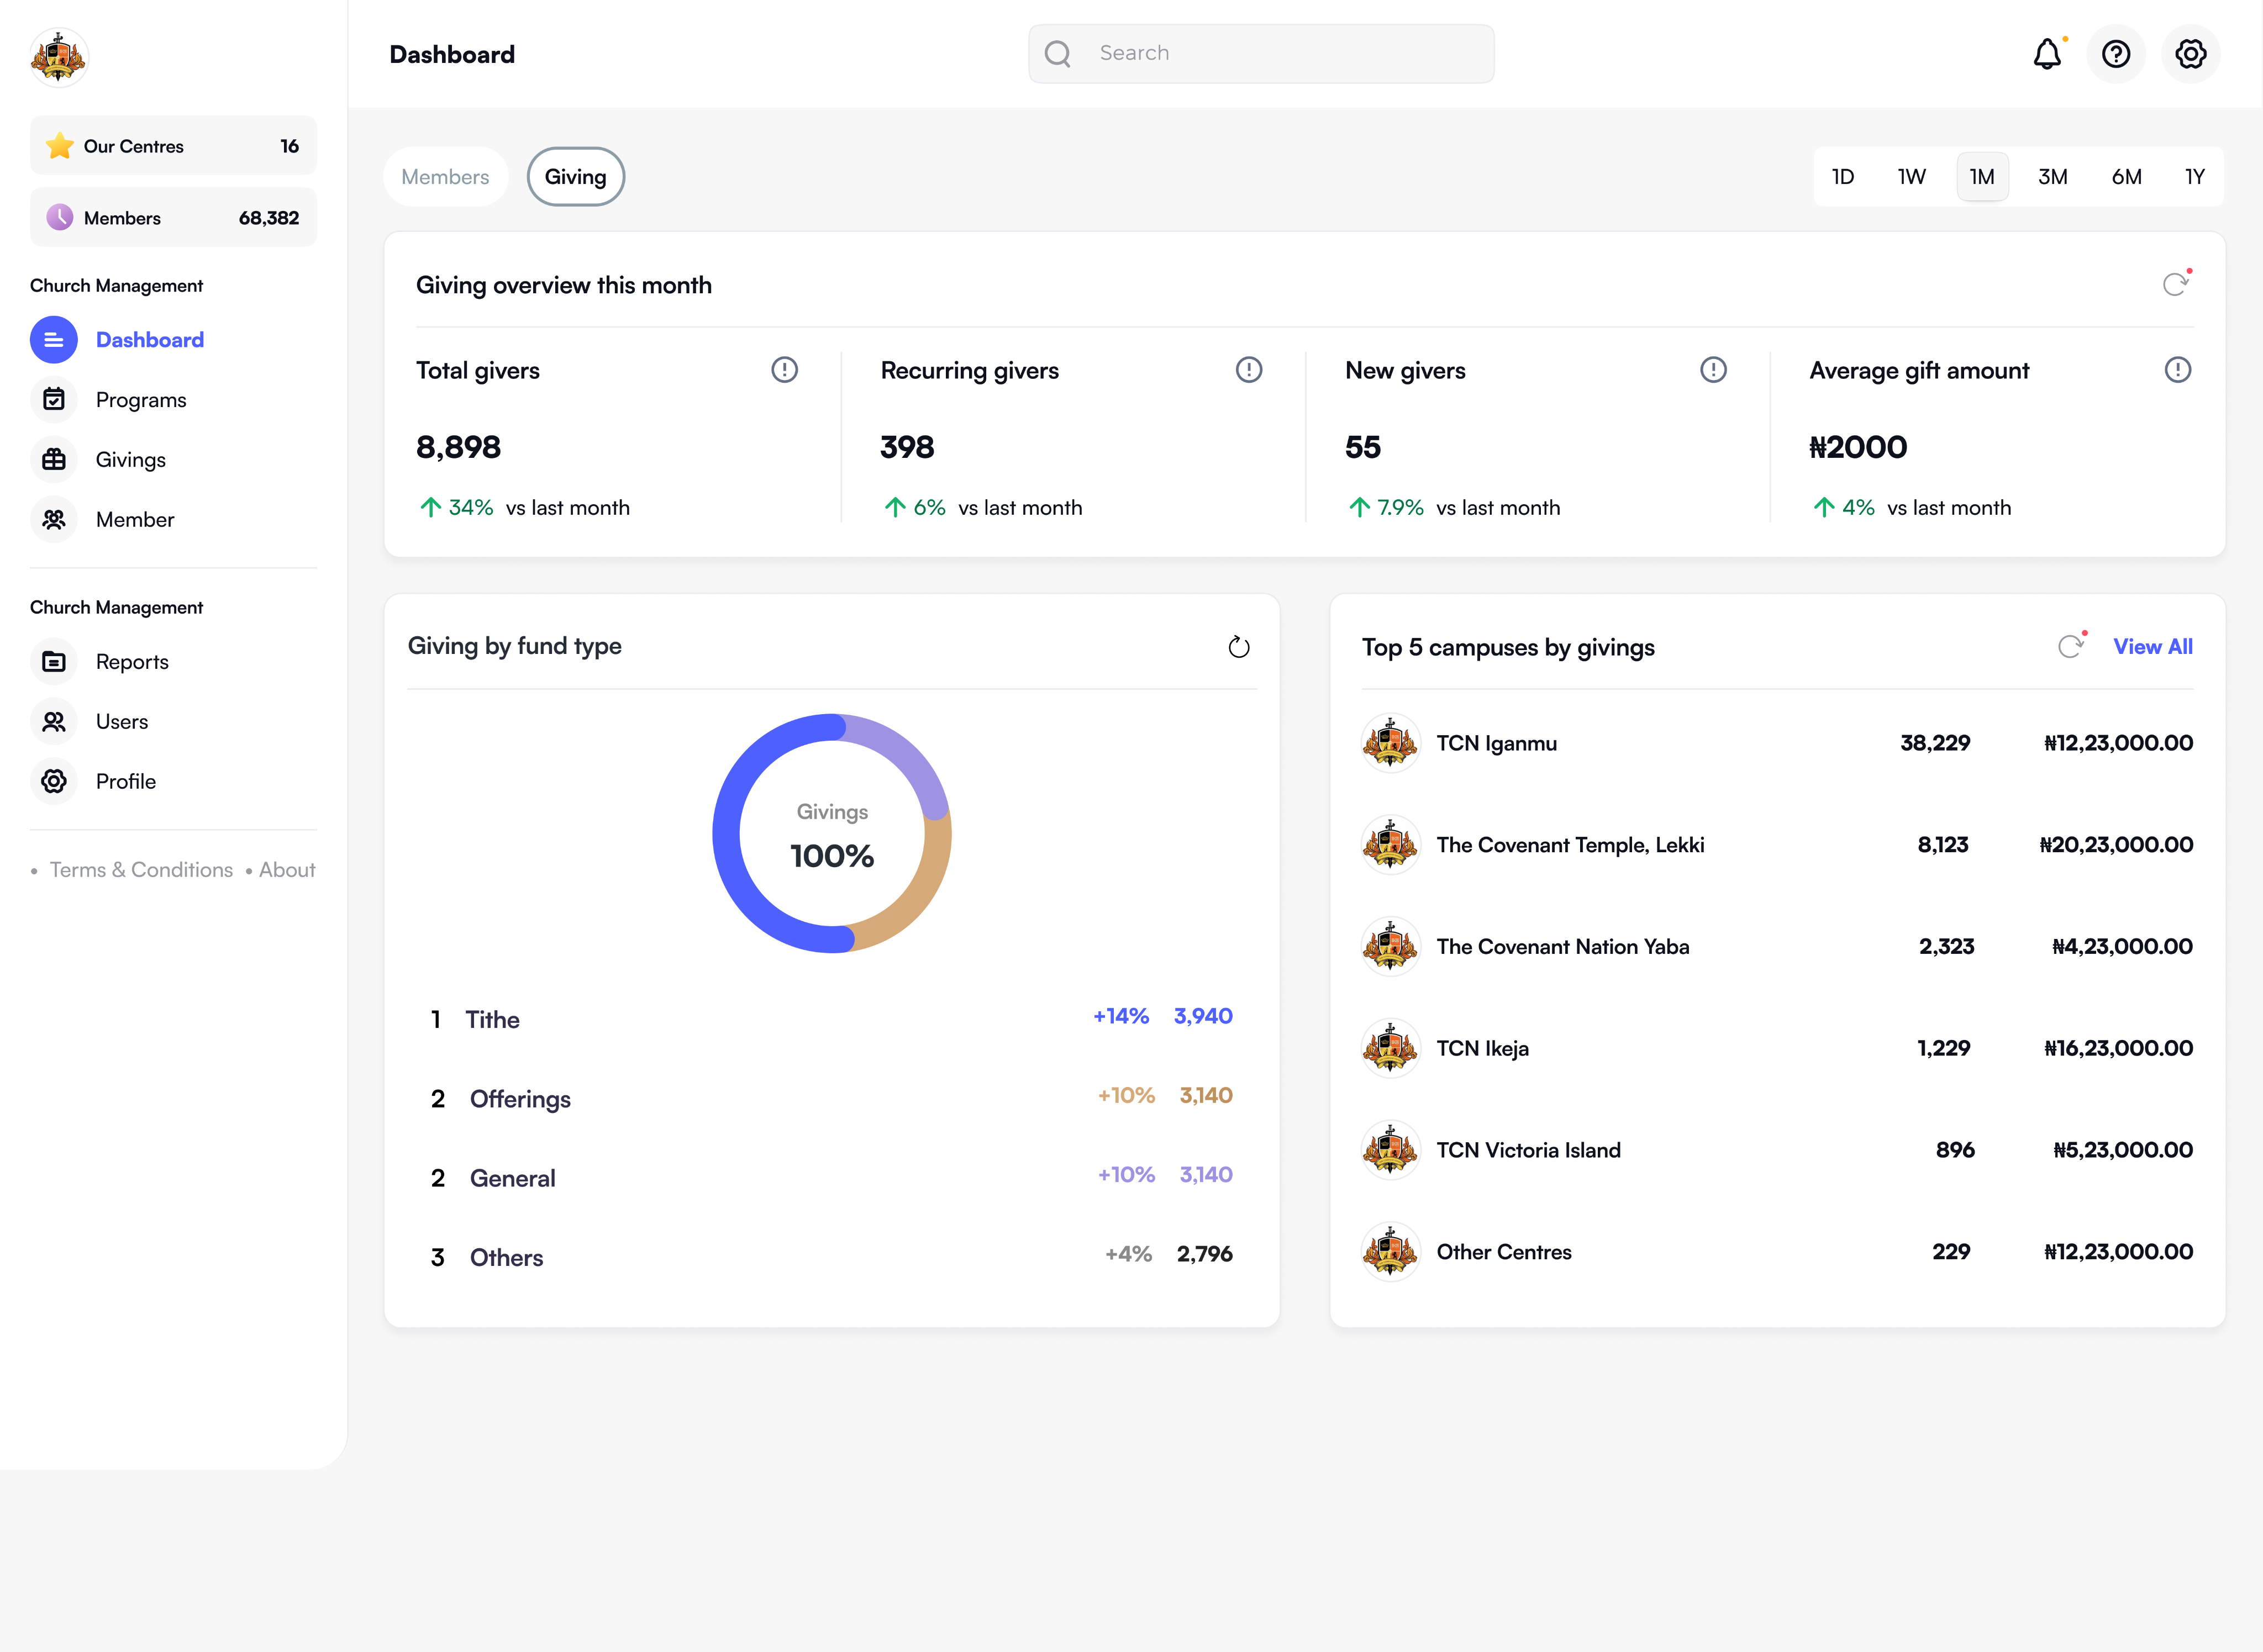 Dashboard
Search
Our Centres 16
Members 68,382
Church Management
Dashboard
Programs
Givings
Member
Church Management
Reports
Users
Profile
• Terms & Conditions • About
Members Giving
1D 1W 1M 3M 6M 1Y
Giving overview this month
Total givers
8,898
34% vs last month
Recurring givers
398
6% vs last month
New givers
55
7.9% vs last month
Average gift amount
₦2000
4% vs last month
Giving by fund type
Givings
100%
1 Tithe +14% 3,940
2 Offerings +10% 3,140
2 General +10% 3,140
3 Others +4% 2,796
Top 5 campuses by givings View All
TCN Iganmu 38,229 ₦12,23,000.00
The Covenant Temple, Lekki 8,123 ₦20,23,000.00
The Covenant Nation Yaba 2,323 ₦4,23,000.00
TCN Ikeja 1,229 ₦16,23,000.00
TCN Victoria Island 896 ₦5,23,000.00
Other Centres 229 ₦12,23,000.00